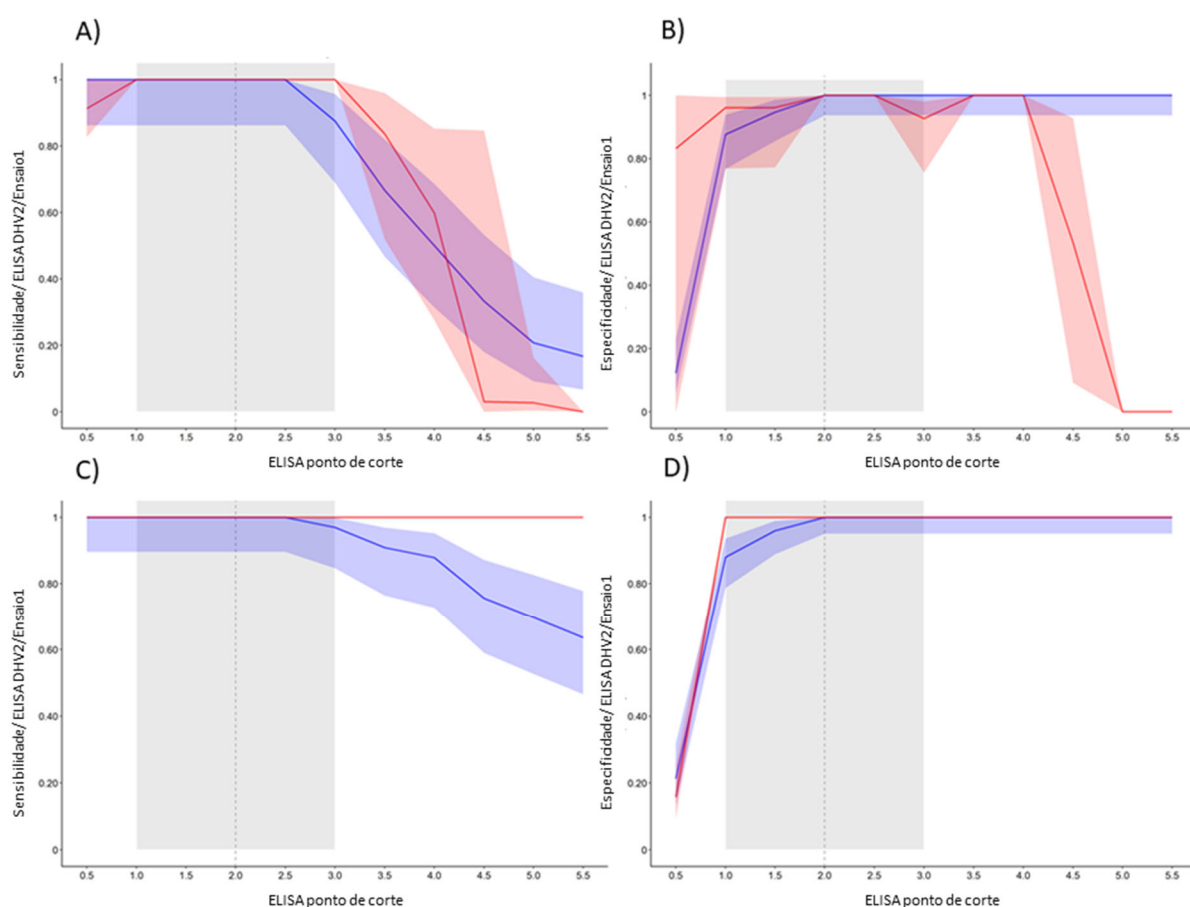 A)
Sensibilidade/ ELISA DHV2/Ensaio1
1
0.80
0.60
0.40
0.20
0
0.5 1.0 1.5 2.0 2.5 3.0 3.5 4.0 4.5 5.0 5.5
ELISA ponto de corte
B)
Especificiddade/ ELISA DHV2/Ensaio1
1
0.80
0.60
0.40
0.20
0
0.5 1.0 1.5 2.0 2.5 3.0 3.5 4.0 4.5 5.0 5.5
ELISA ponto de corte
C)
Sensibilidade/ ELISA DHV2/Ensaio1
1
0.80
0.60
0.40
0.20
0
0.5 1.0 1.5 2.0 2.5 3.0 3.5 4.0 4.5 5.0 5.5
ELISA ponto de corte
D)
Especificiddade/ ELISA DHV2/Ensaio1
1
0.80
0.60
0.40
0.20
0
0.5 1.0 1.5 2.0 2.5 3.0 3.5 4.0 4.5 5.0 5.5
ELISA ponto de corte